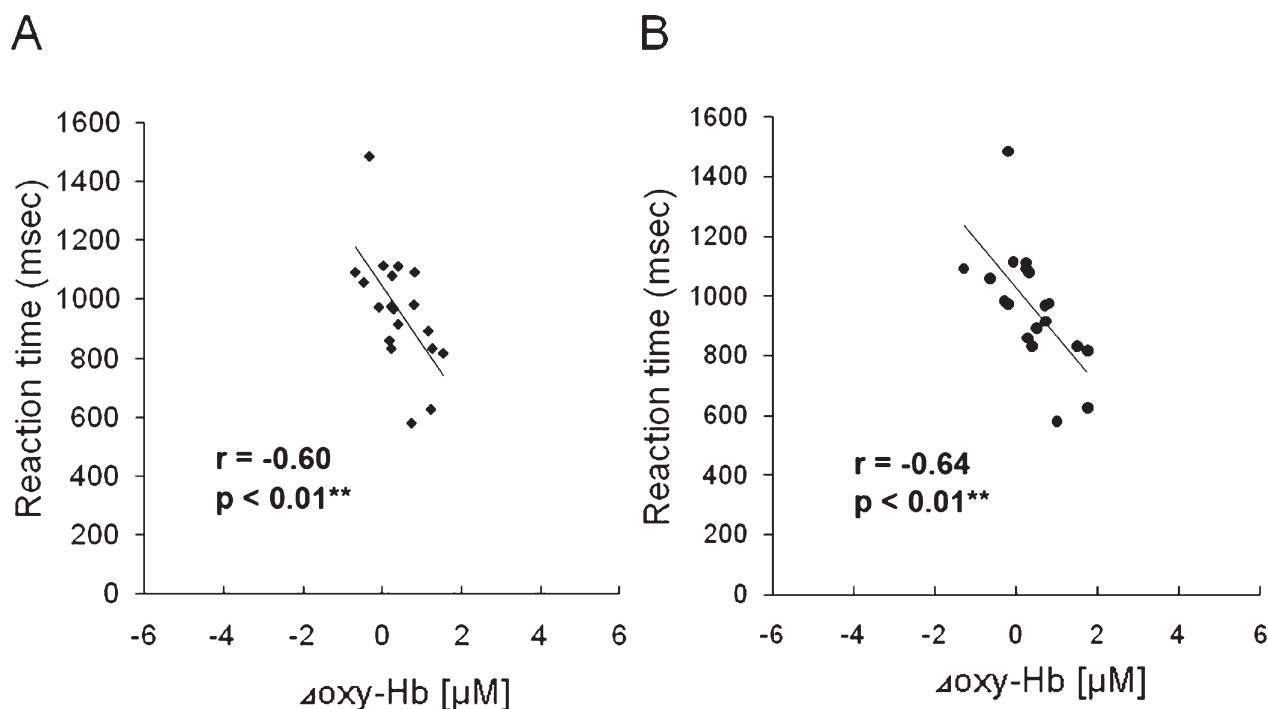 A
1600
1400
1200
1000
800
600
400
200
0
Reaction time (msec)
r = -0.60
p < 0.01**
-6 -4 -2 0 2 4 6
⊿oxy-Hb [μM]
B
1600
1400
1200
1000
800
600
400
200
0
Reaction time (msec)
r = -0.64
p < 0.01**
-6 -4 -2 0 2 4 6
⊿oxy-Hb [μM]